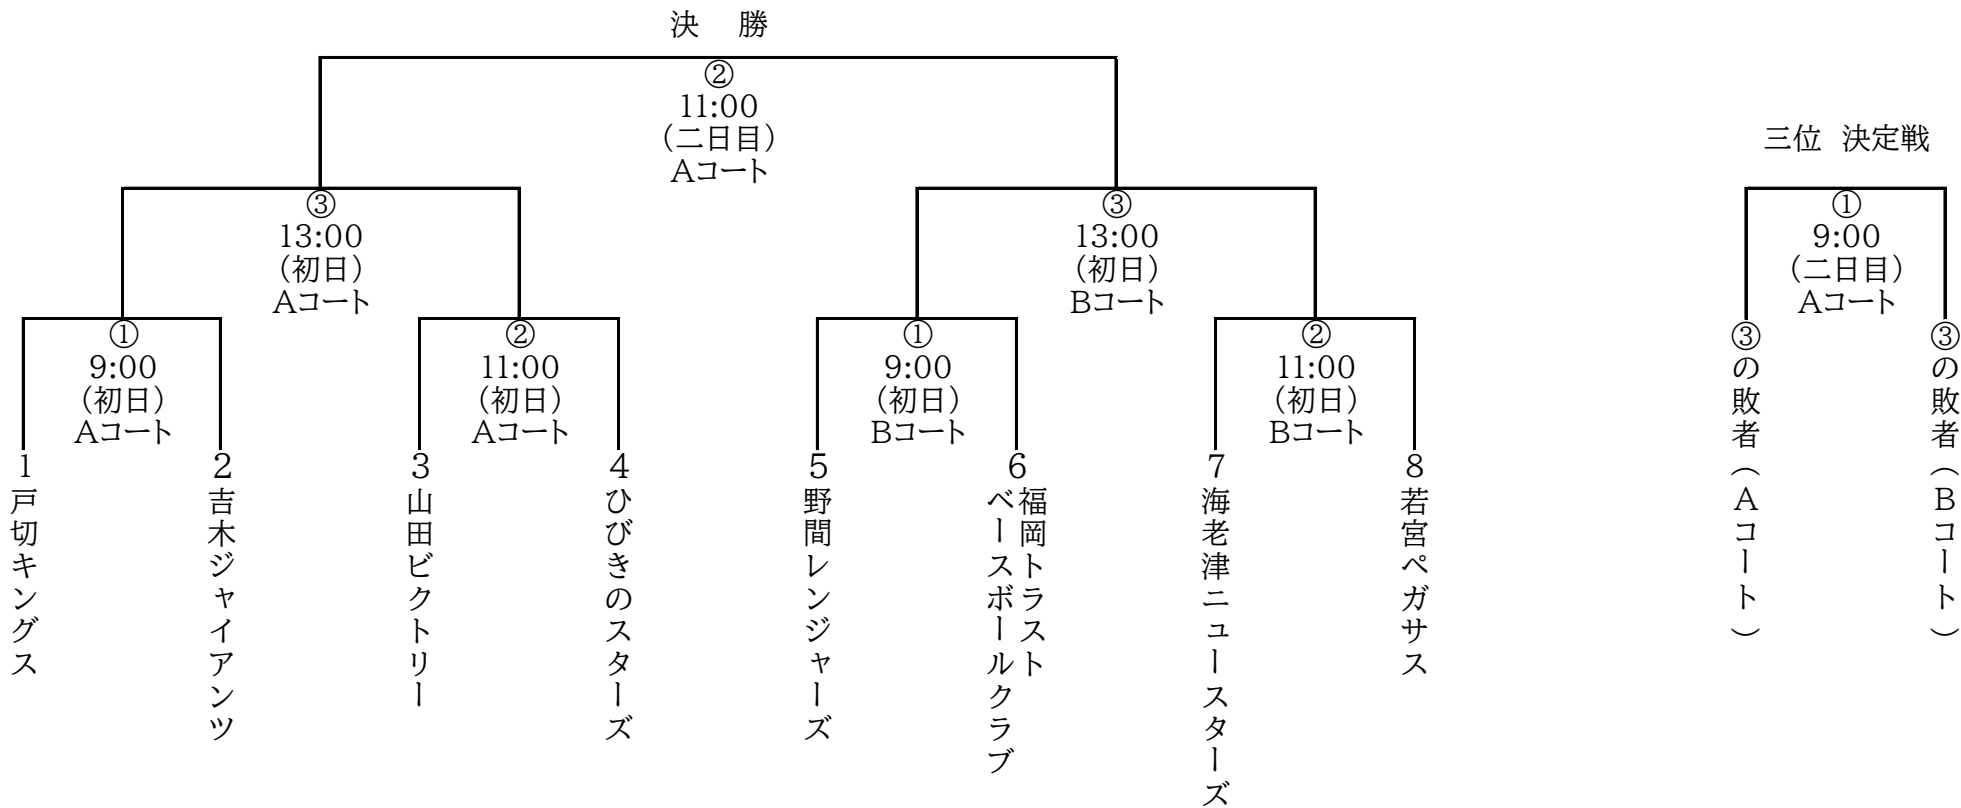 決 勝
②
11:00
(二日目)
Aコート
三位 決定戦
③
13:00
(初日)
Aコート
③
13:00
(初日)
Bコート
①
9:00
(二日目)
Aコート
①
9:00
(初日)
Aコート
②
11:00
(初日)
Aコート
①
9:00
(初日)
Bコート
②
11:00
(初日)
Bコート
③の敗者(Aコート)
③の敗者(Bコート)
1
戸切キングス
2
吉木ジャイアンツ
3
山田ビクトリー
4
ひびきのスターズ
5
野間レンジャーズ
6
福岡トラスト
ベースボールクラブ
7
海老津ニュースターズ
8
若宮ペガサス